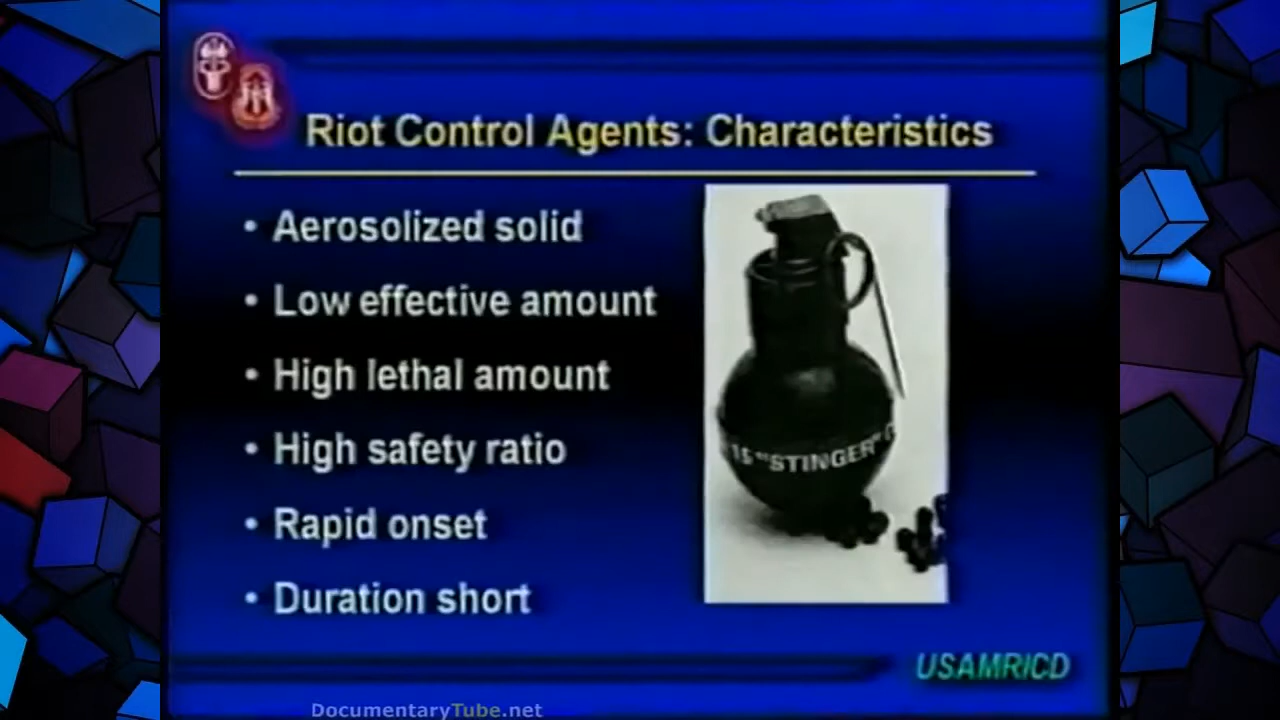 Riot Control Agents: Characteristics
• Aerosolized solid
• Low effective amount
• High lethal amount
• High safety ratio
• Rapid onset
• Duration short
15 "STINGER"
USAMRICD
DocumentaryTube.net